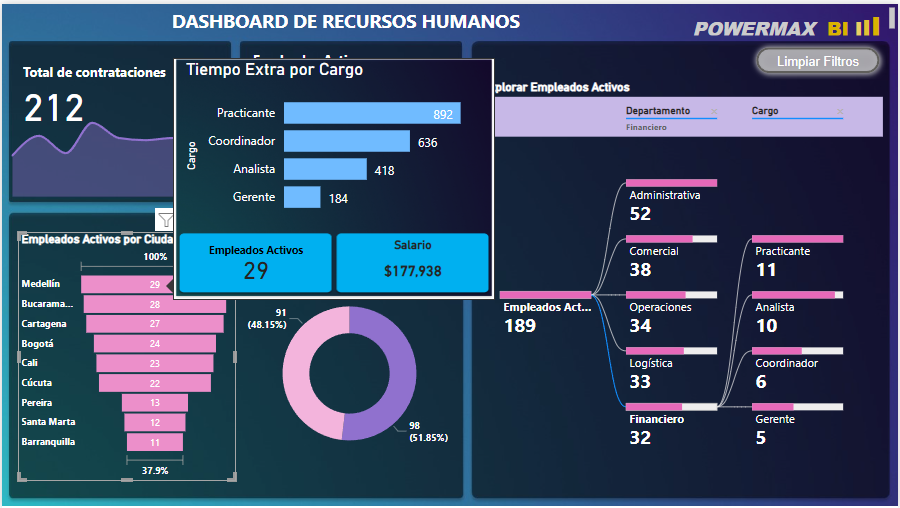 DASHBOARD DE RECURSOS HUMANOS
POWERMAX BI
Limpiar Filtros
Total de contrataciones
212
Tiempo Extra por Cargo
Cargo
Practicante 892
Coordinador 636
Analista 418
Gerente 184
Empleados Activos
29
Salario
$177,938
Empleados Activos por Ciuda
100%
Medellín 29
Bucarama... 28
Cartagena 27
Bogotá 24
Cali 23
Cúcuta 22
Pereira 13
Santa Marta 12
Barranquilla 11
37.9%
91
(48.15%)
98
(51.85%)
plorar Empleados Activos
Departamento
Financiero
Cargo
Empleados Act...
189
Administrativa
52
Comercial
38
Operaciones
34
Logística
33
Financiero
32
Practicante
11
Analista
10
Coordinador
6
Gerente
5